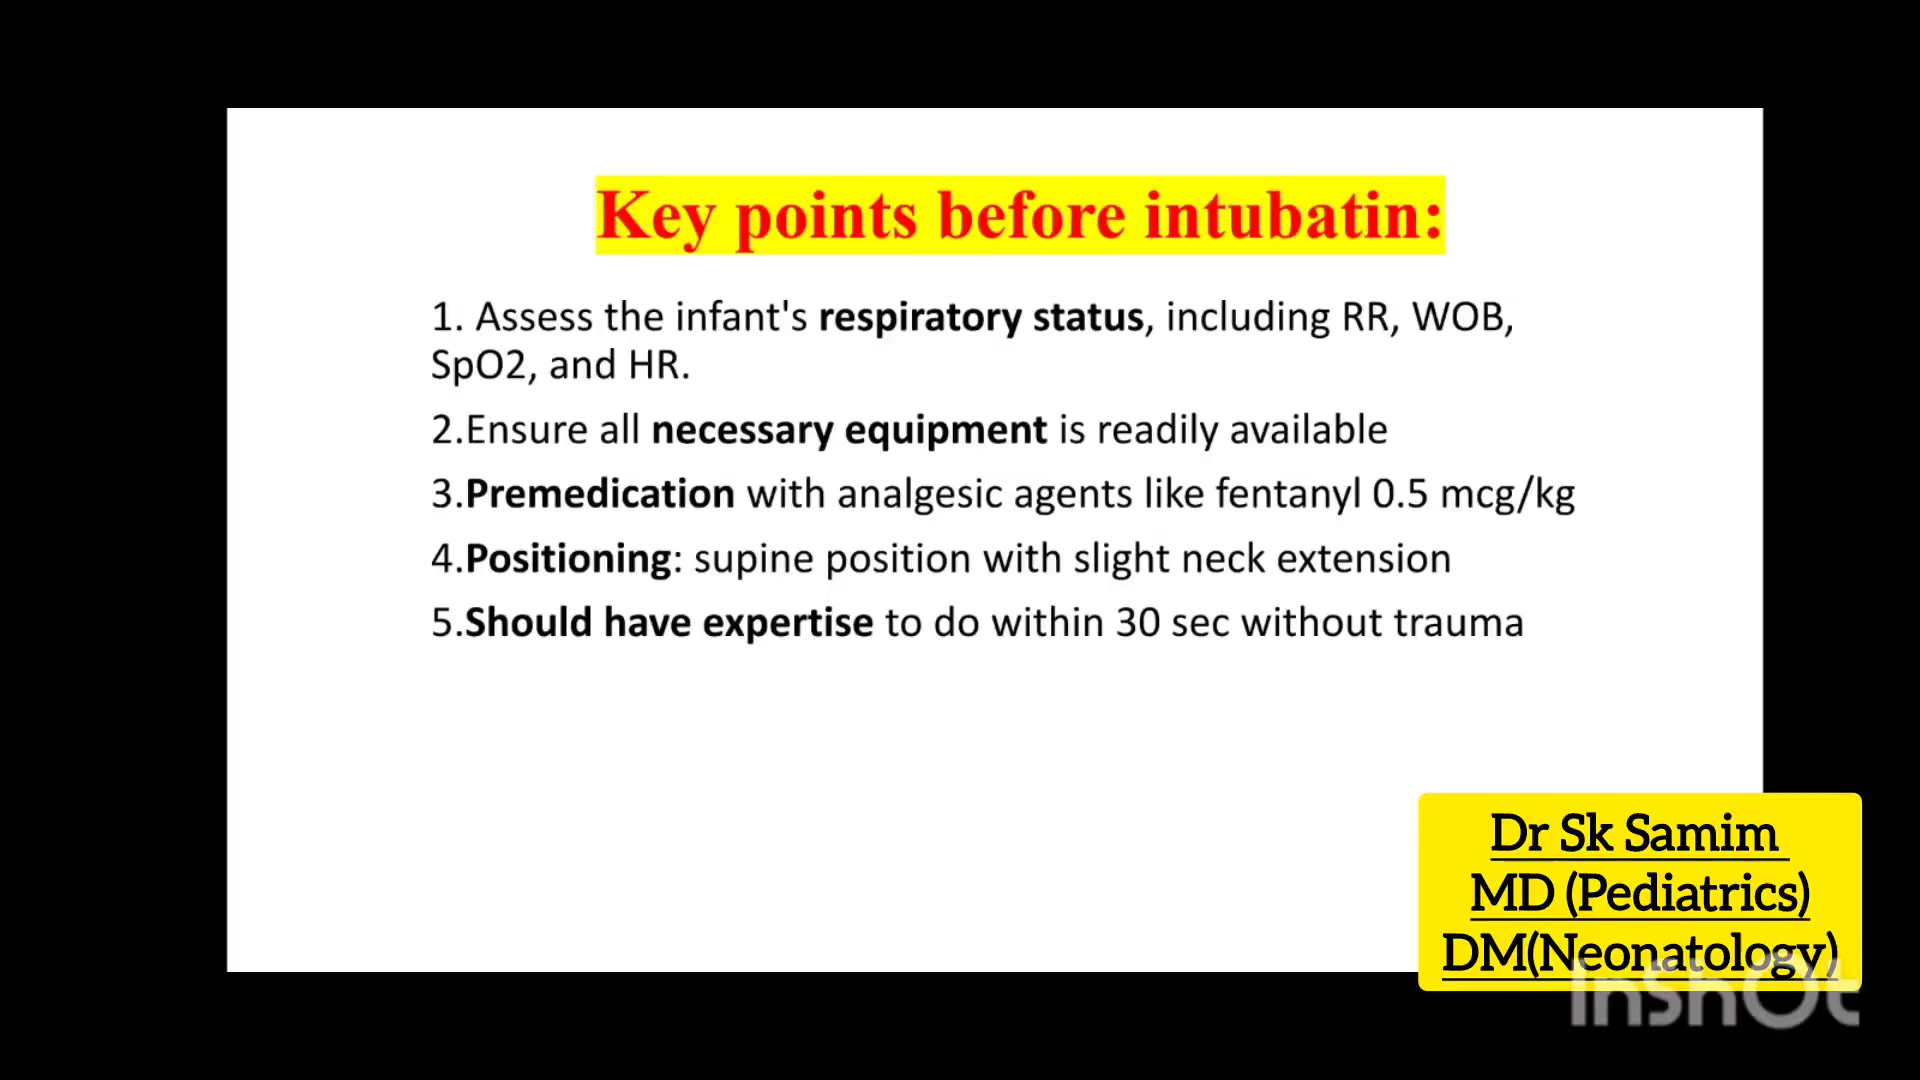 Key points before intubatin:
1. Assess the infant's respiratory status, including RR, WOB,
SpO2, and HR.
2.Ensure all necessary equipment is readily available
3.Premedication with analgesic agents like fentanyl 0.5 mcg/kg
4.Positioning: supine position with slight neck extension
5.Should have expertise to do within 30 sec without trauma
Dr Sk Samim
MD (Pediatrics)
DM(Neonatology)
InShOt